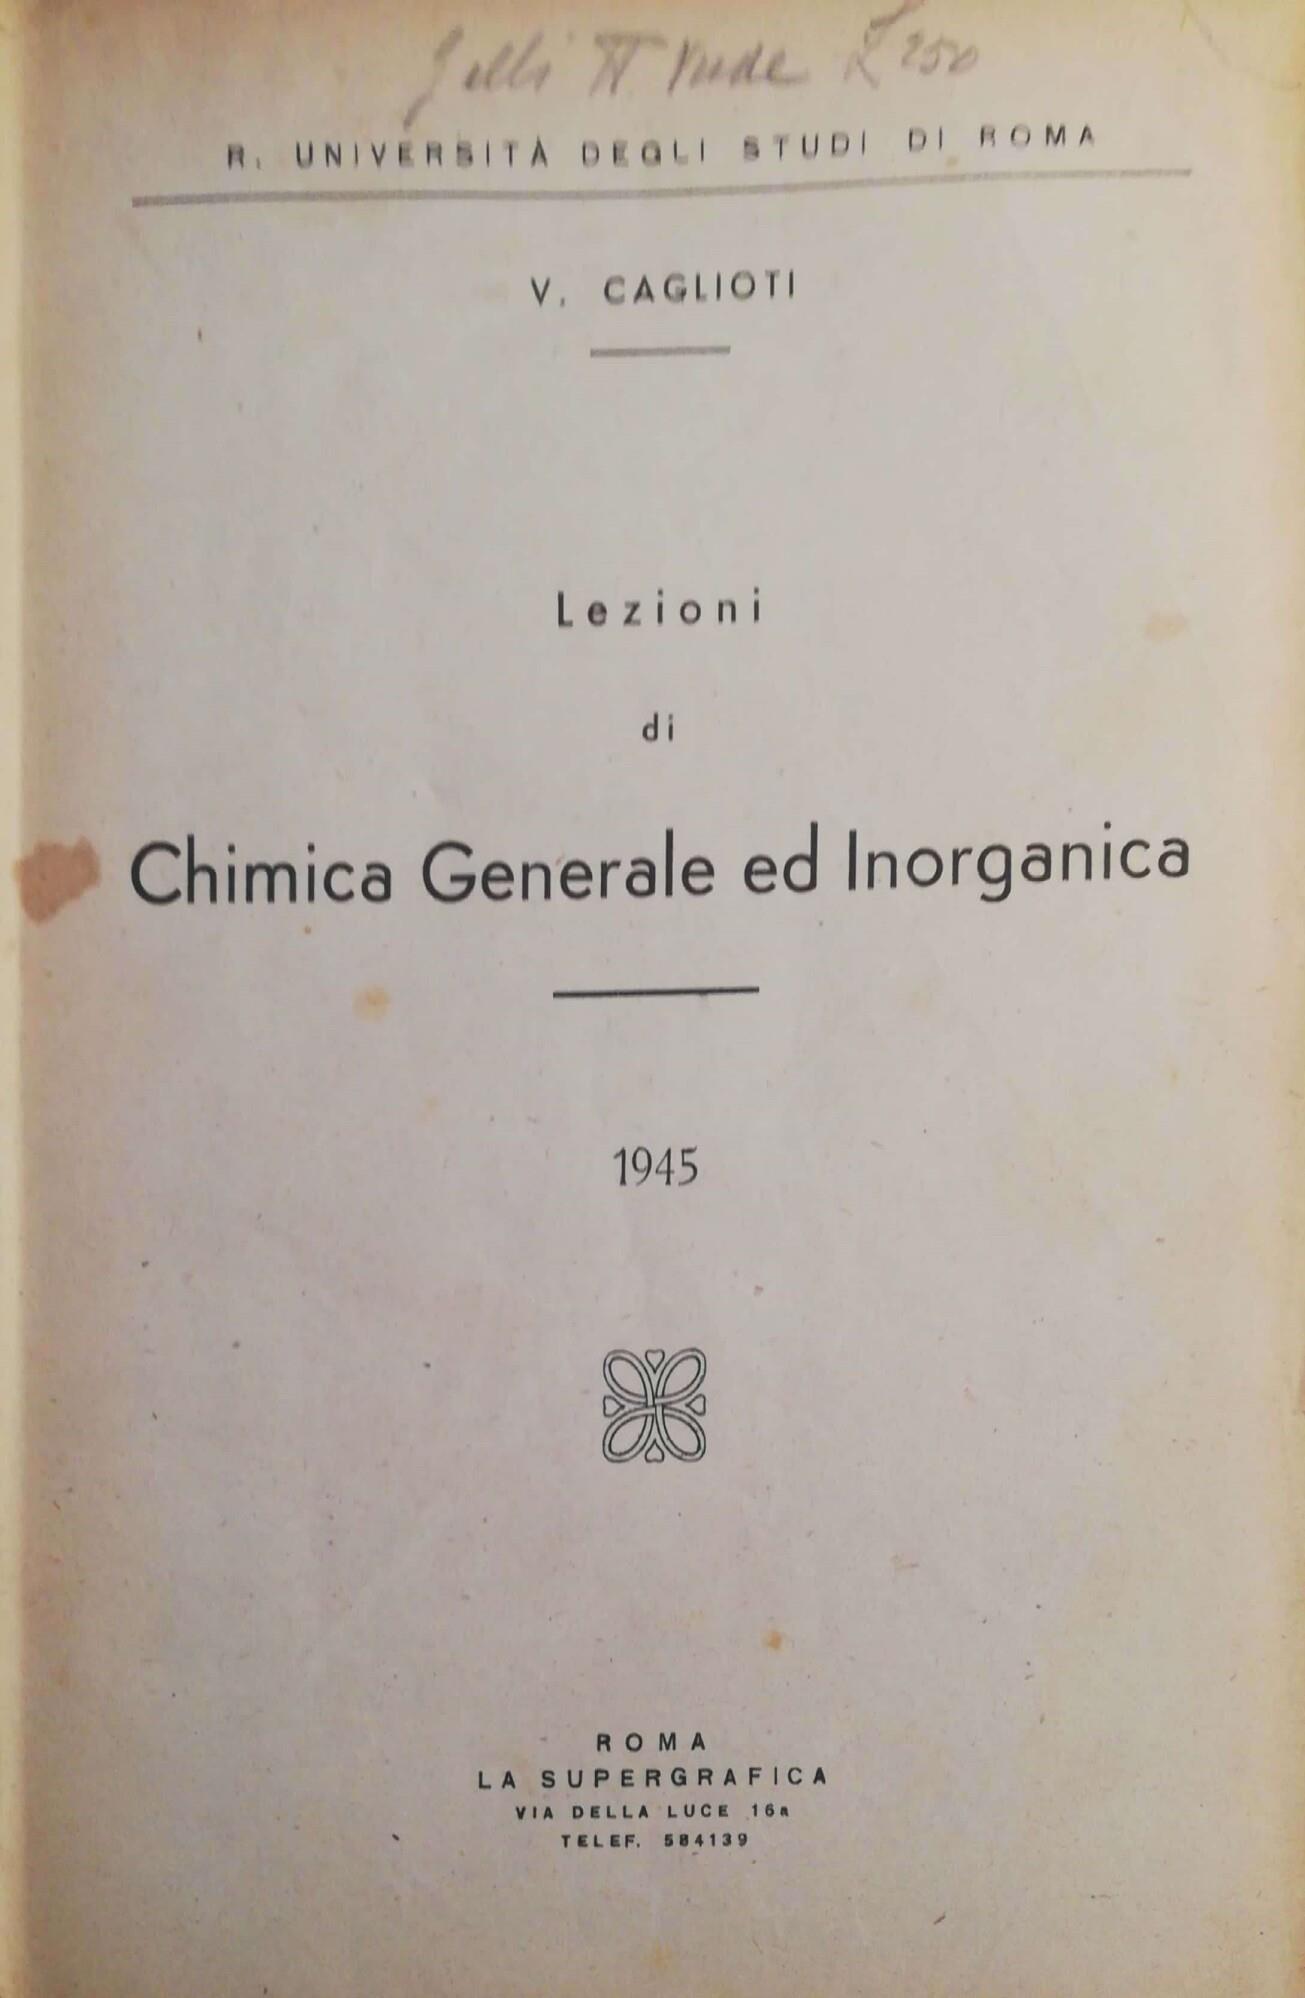 £ 250
R. UNIVERSITÀ DEGLI STUDI DI ROMA
V. CAGLIOTI
Lezioni
di
Chimica Generale ed Inorganica
1945
ROMA
LA SUPERGRAFICA
VIA DELLA LUCE 16a
TELEF. 584139